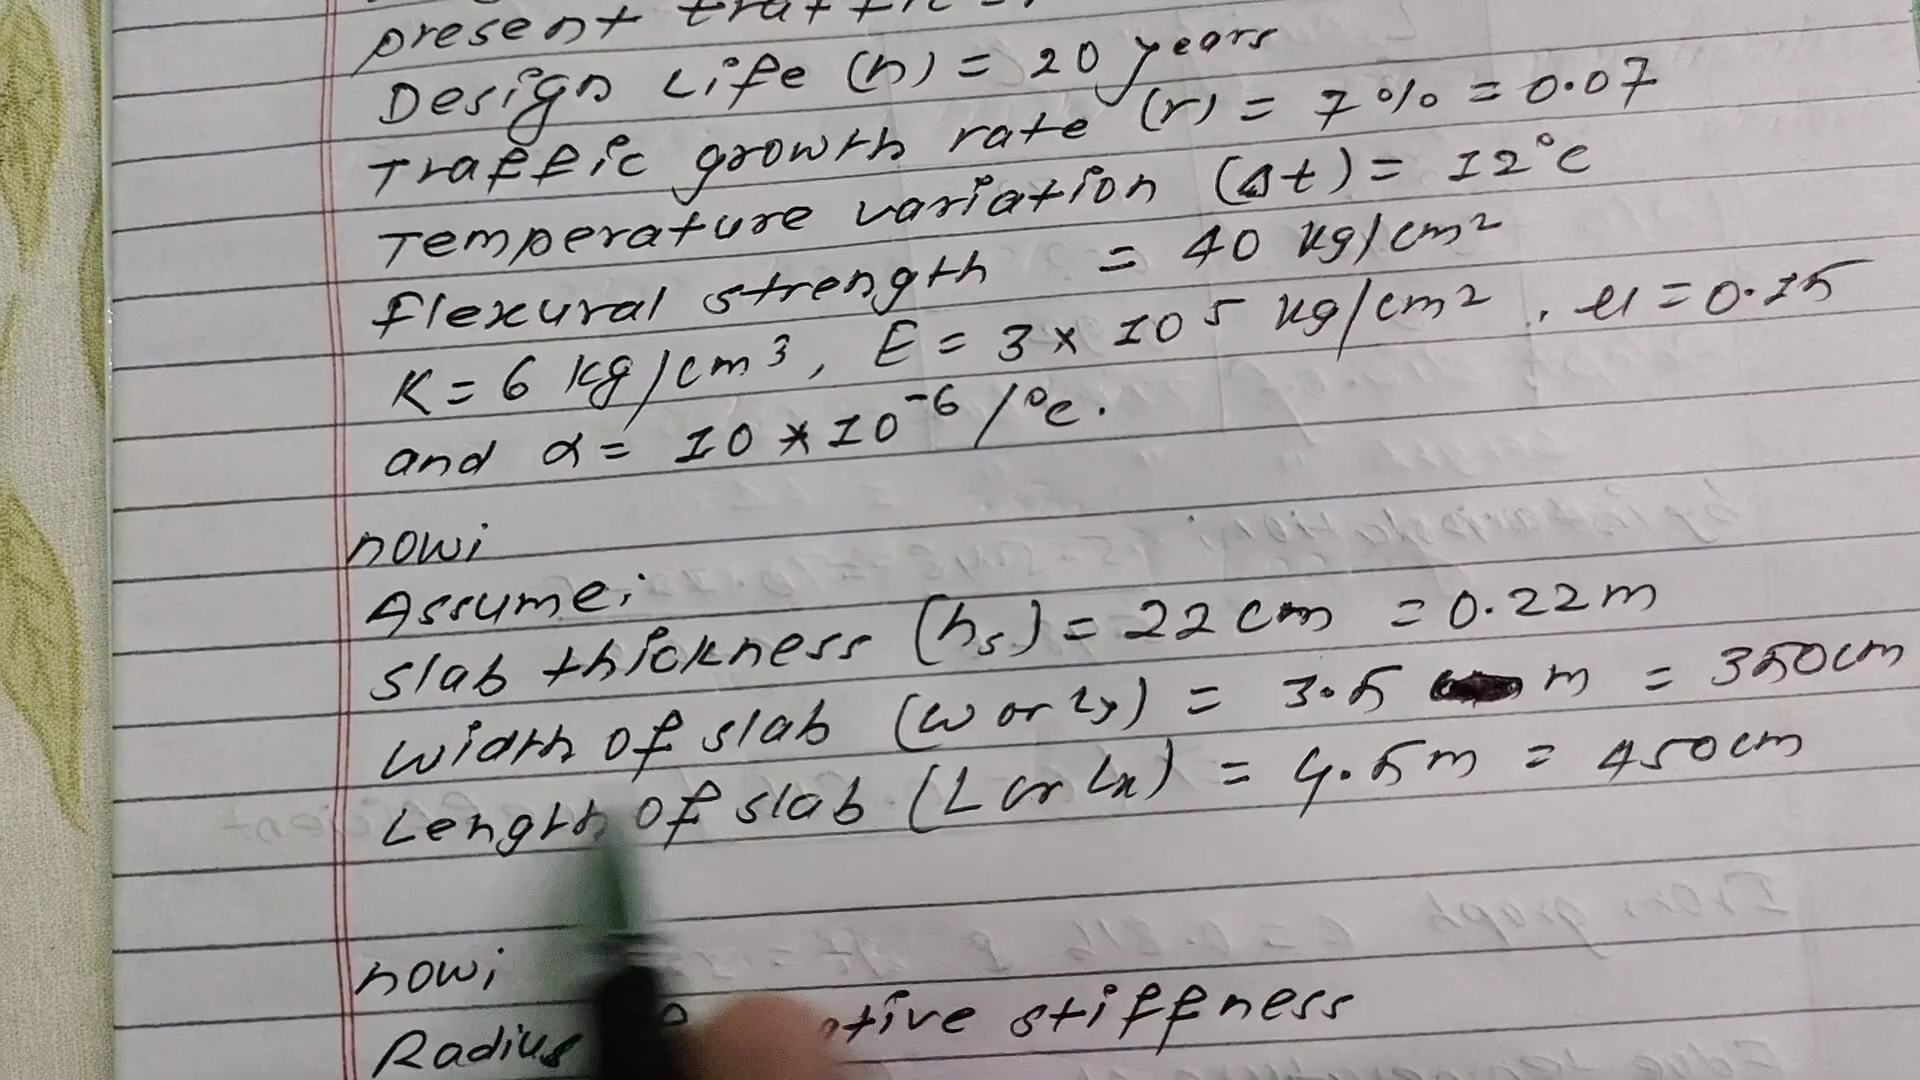 present traffic
Design Life (n) = 20 years
Traffic growth rate (r) = 7% = 0.07
Temperature variation (Δt) = 12°c
flexural strength = 40 kg/cm²
K = 6 kg/cm³, E = 3 × 10⁵ kg/cm², μ = 0.15
and α = 10 * 10⁻⁶ /°c.
now;
Assume;
slab thickness (hs) = 22 cm = 0.22m
width of slab (w or Ly) = 3.5 m = 350cm
Length of slab (L or Lx) = 4.5m = 450cm
now;
Radius stiffness